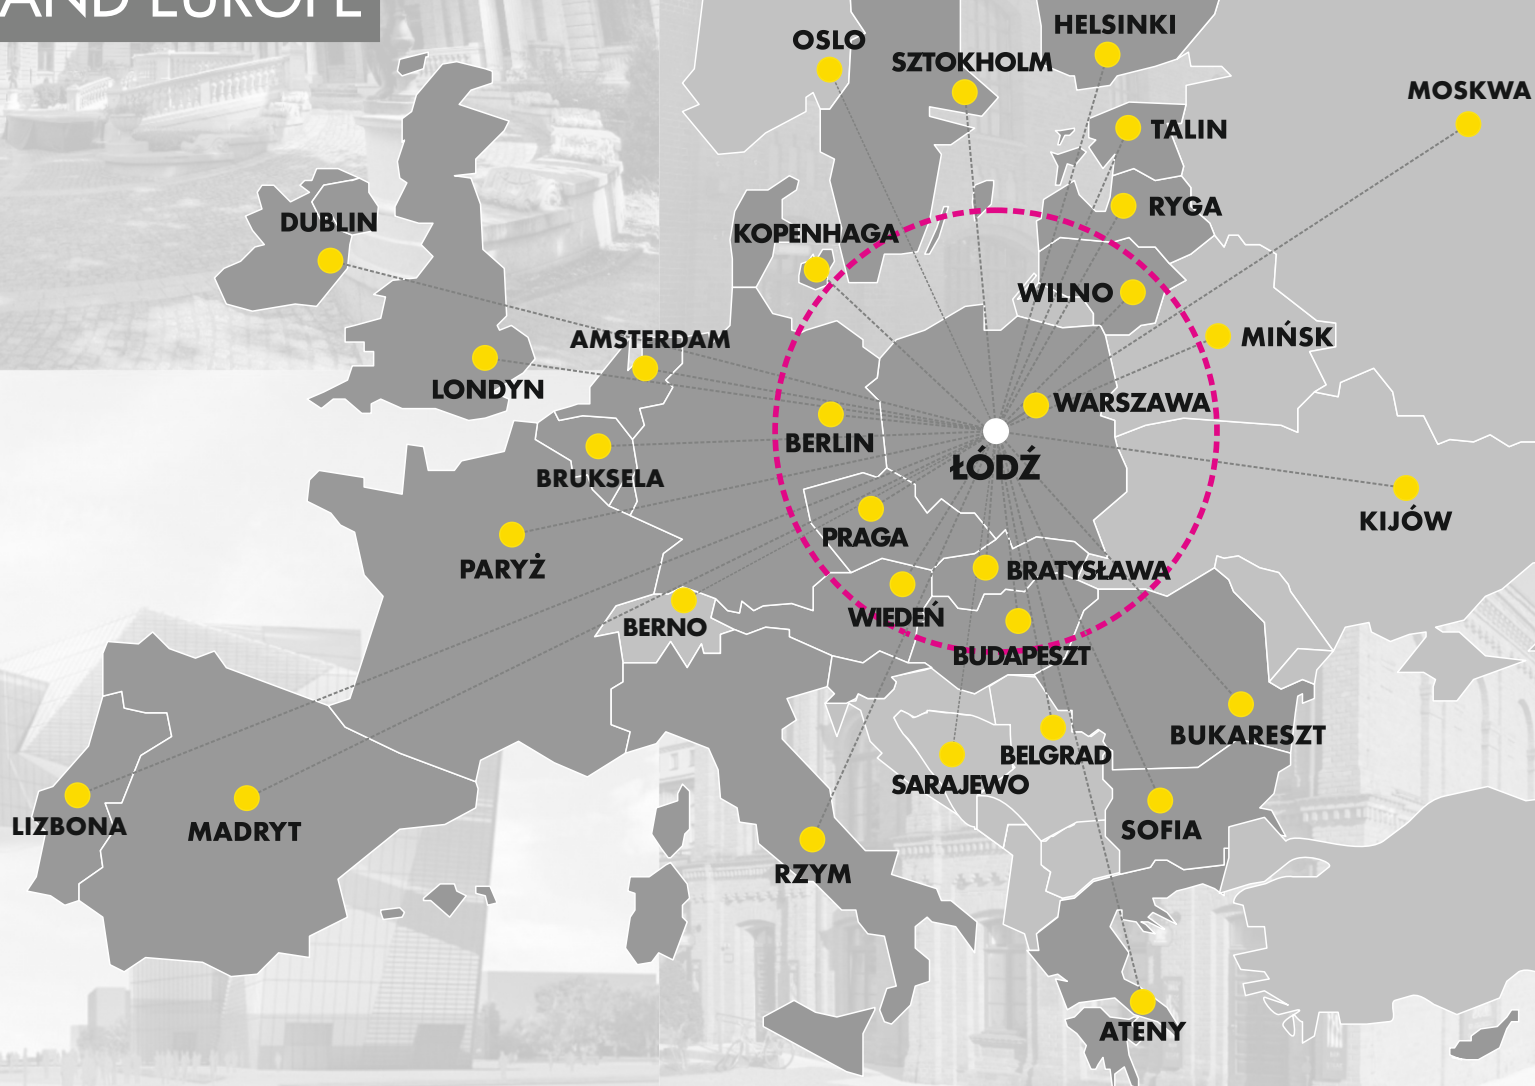 AND EUROPE
OSLO
SZTOKHOLM
HELSINKI
MOSKWA
TALIN
RYGA
DUBLIN
KOPENHAGA
WILNO
MIŃSK
AMSTERDAM
LONDYN
WARSZAWA
BERLIN
ŁÓDŹ
BRUKSELA
KIJÓW
PRAGA
PARYŻ
BRATYSŁAWA
WIEDEŃ
BERNO
BUDAPESZT
BUKARESZT
BELGRAD
SARAJEWO
LIZBONA
MADRYT
SOFIA
RZYM
ATENY